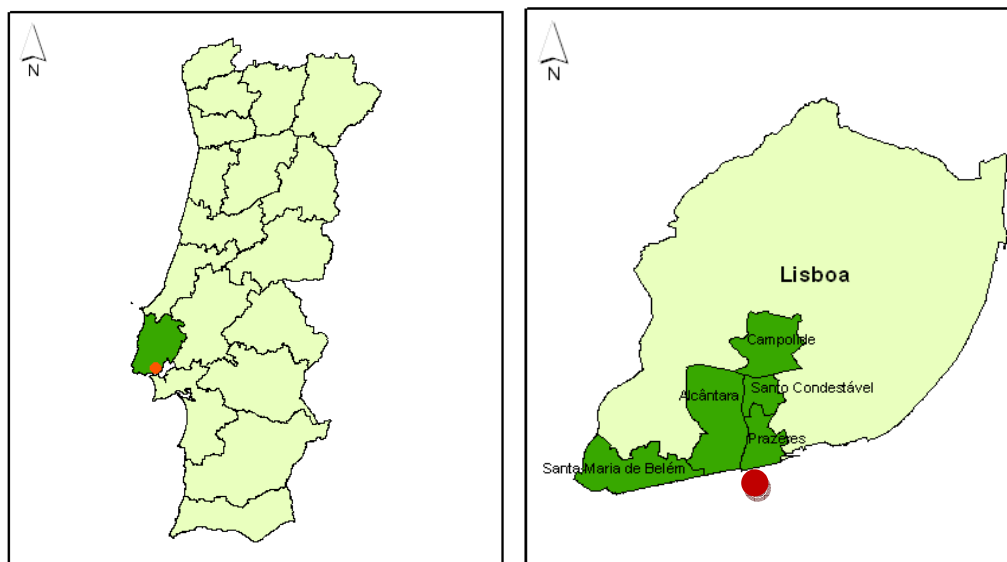 N
N
Lisboa
Campolide
Santo Condestável
Alcântara
Prazeres
Santa Maria de Belém